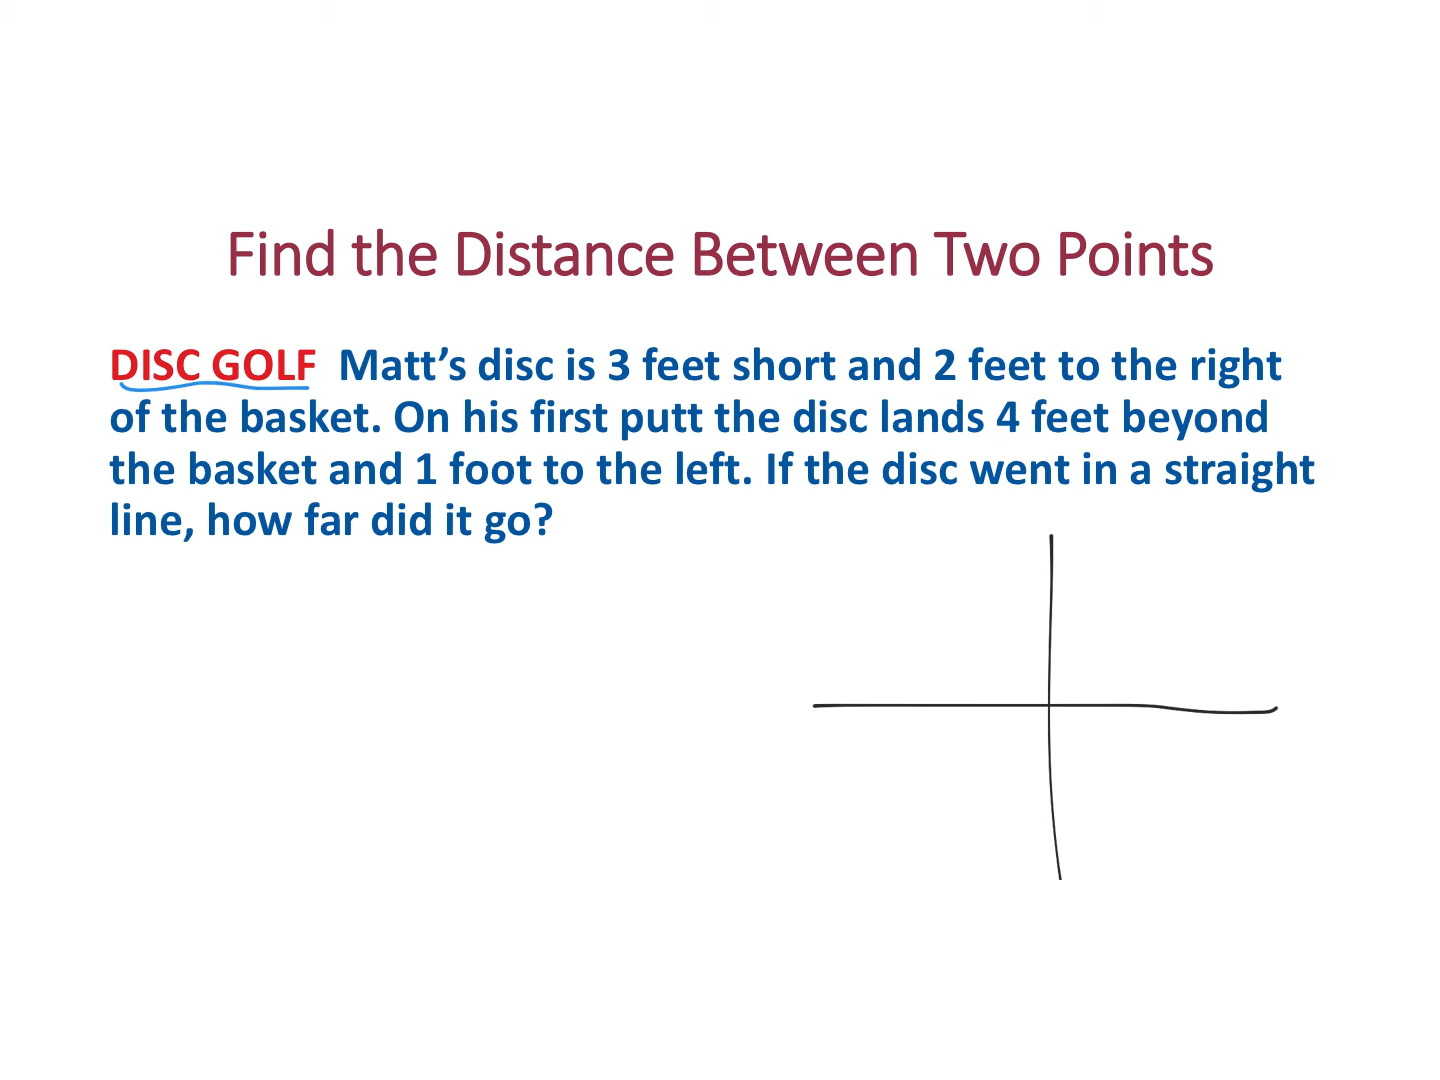 Find the Distance Between Two Points
DISC GOLF Matt’s disc is 3 feet short and 2 feet to the right
of the basket. On his first putt the disc lands 4 feet beyond
the basket and 1 foot to the left. If the disc went in a straight
line, how far did it go?